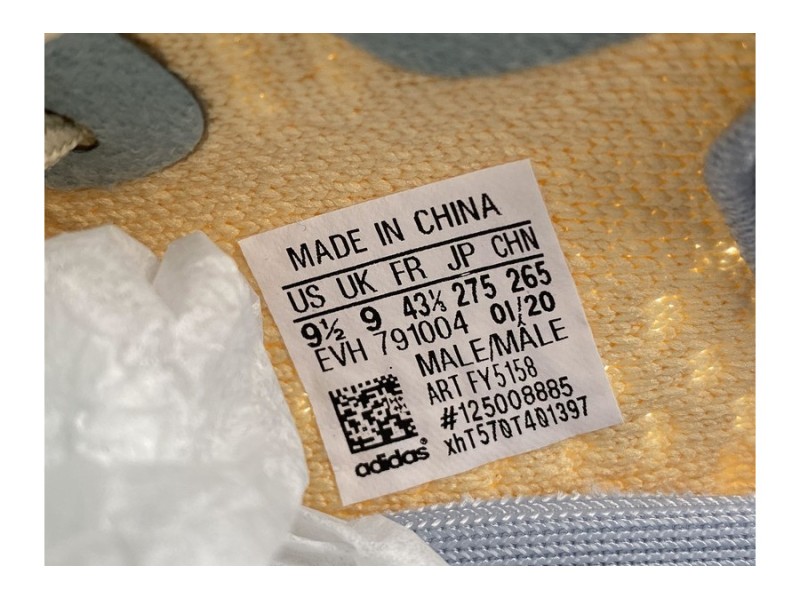 MADE IN CHINA
US UK FR JP CHN
9½ 9 43⅓ 275 265
EVH 791004 01/20
MALE/MÂLE
ART FY5158
#125008885
xhT570T401397
adidas®